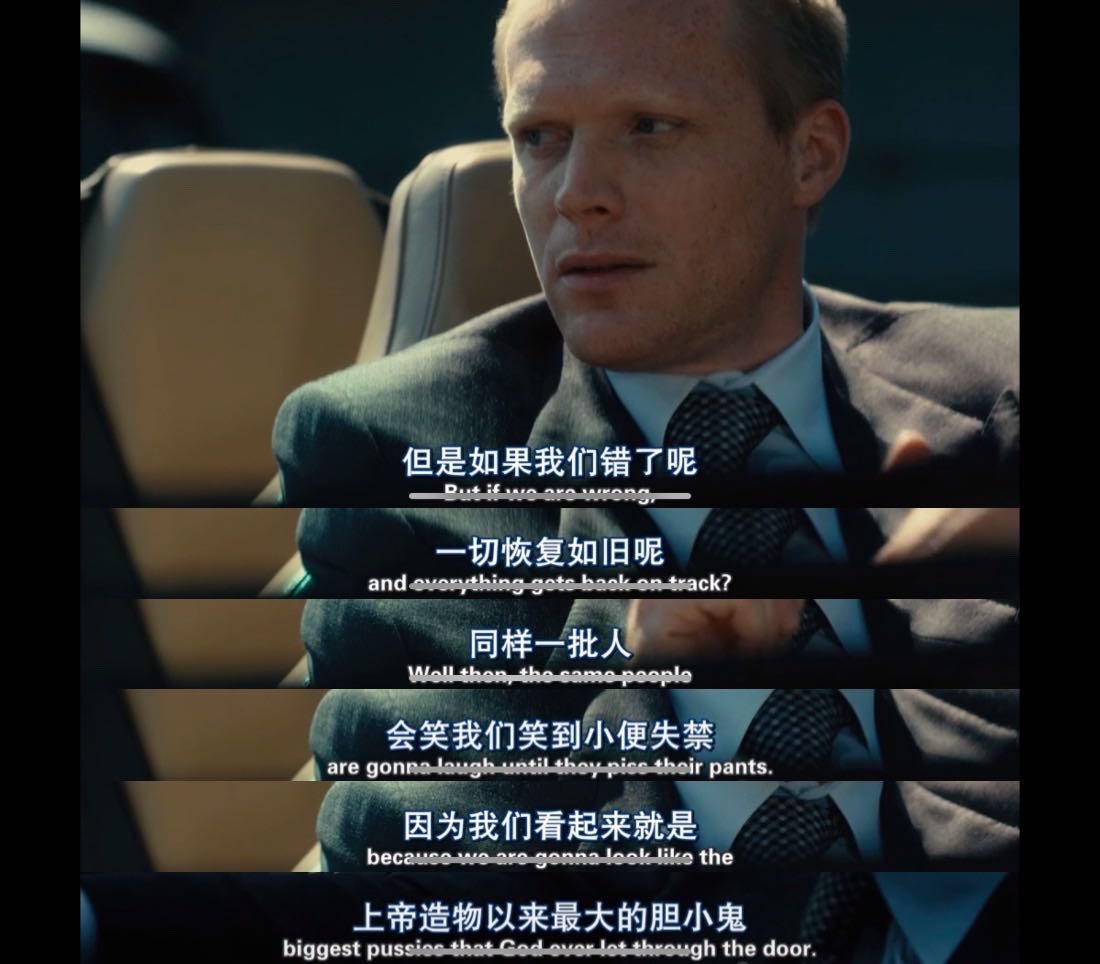 但是如果我们错了呢
But if we are wrong,
一切恢复如旧呢
and everything gets back on track?
同样一批人
Well then, the same people
会笑我们笑到小便失禁
are gonna laugh until they piss their pants.
因为我们看起来就是
because we are gonna look like the
上帝造物以来最大的胆小鬼
biggest pussies that God ever let through the door.